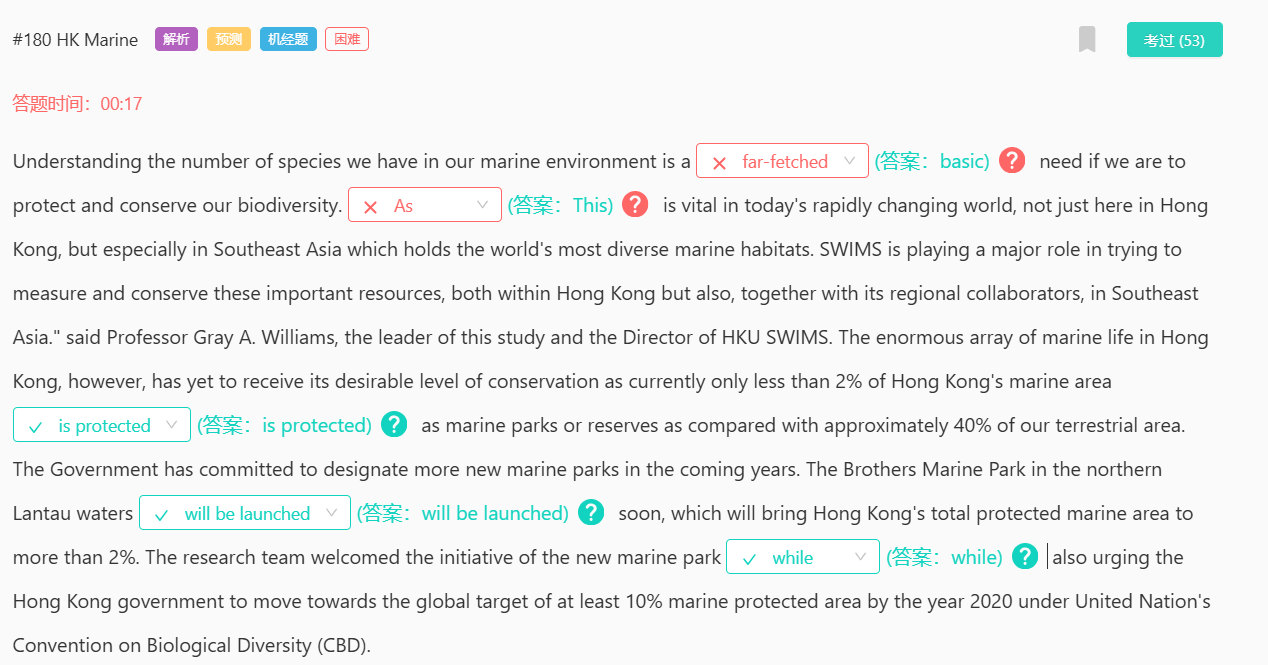 #180 HK Marine 解析 预测 机经题 困难 考过 (53)
答题时间：00:17
Understanding the number of species we have in our marine environment is a far-fetched (答案：basic) ? need if we are to
protect and conserve our biodiversity. As (答案：This) ? is vital in today's rapidly changing world, not just here in Hong
Kong, but especially in Southeast Asia which holds the world's most diverse marine habitats. SWIMS is playing a major role in trying to
measure and conserve these important resources, both within Hong Kong but also, together with its regional collaborators, in Southeast
Asia." said Professor Gray A. Williams, the leader of this study and the Director of HKU SWIMS. The enormous array of marine life in Hong
Kong, however, has yet to receive its desirable level of conservation as currently only less than 2% of Hong Kong's marine area
is protected (答案：is protected) ? as marine parks or reserves as compared with approximately 40% of our terrestrial area.
The Government has committed to designate more new marine parks in the coming years. The Brothers Marine Park in the northern
Lantau waters will be launched (答案：will be launched) ? soon, which will bring Hong Kong's total protected marine area to
more than 2%. The research team welcomed the initiative of the new marine park while (答案：while) ? also urging the
Hong Kong government to move towards the global target of at least 10% marine protected area by the year 2020 under United Nation's
Convention on Biological Diversity (CBD).